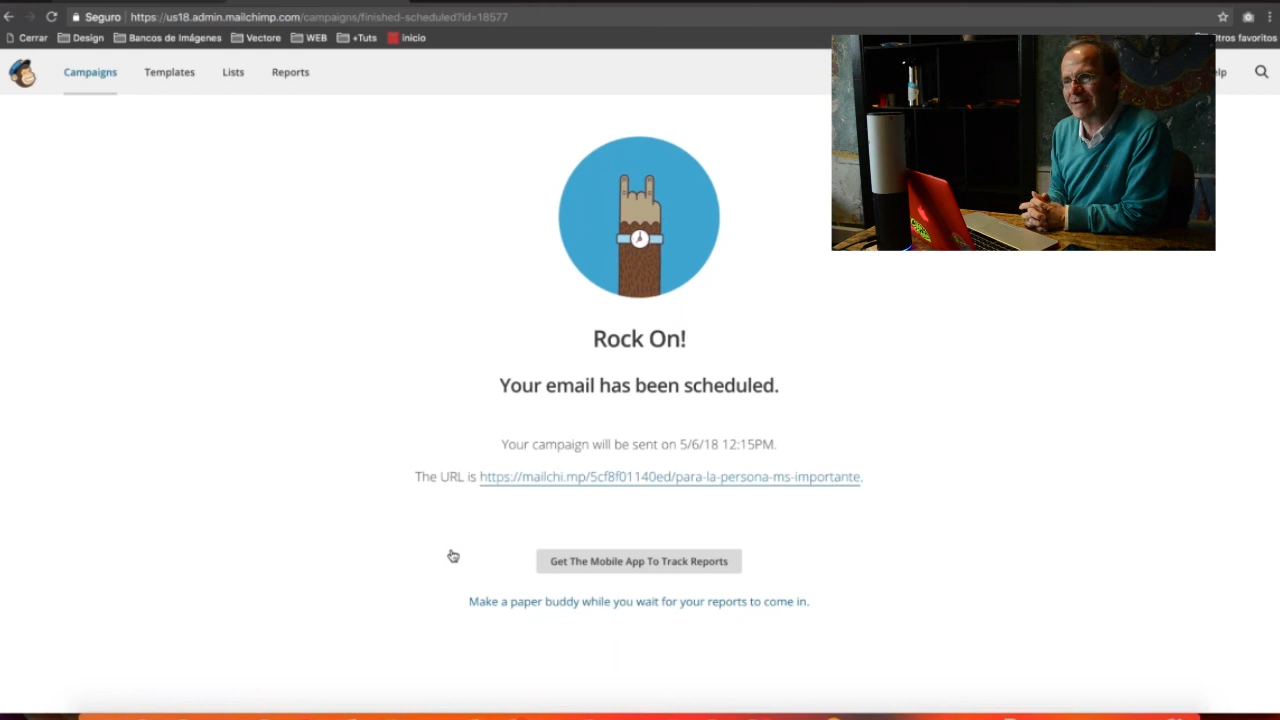 Seguro https://us18.admin.mailchimp.com/campaigns/finished-scheduled?id=18577
Cerrar Design Bancos de Imágenes Vectore WEB +Tuts Inicio
Otros favoritos
Campaigns Templates Lists Reports
Rock On!
Your email has been scheduled.
Your campaign will be sent on 5/6/18 12:15PM.
The URL is https://mailchi.mp/5cf8f01140ed/para-la-persona-ms-importante.
Get The Mobile App To Track Reports
Make a paper buddy while you wait for your reports to come in.